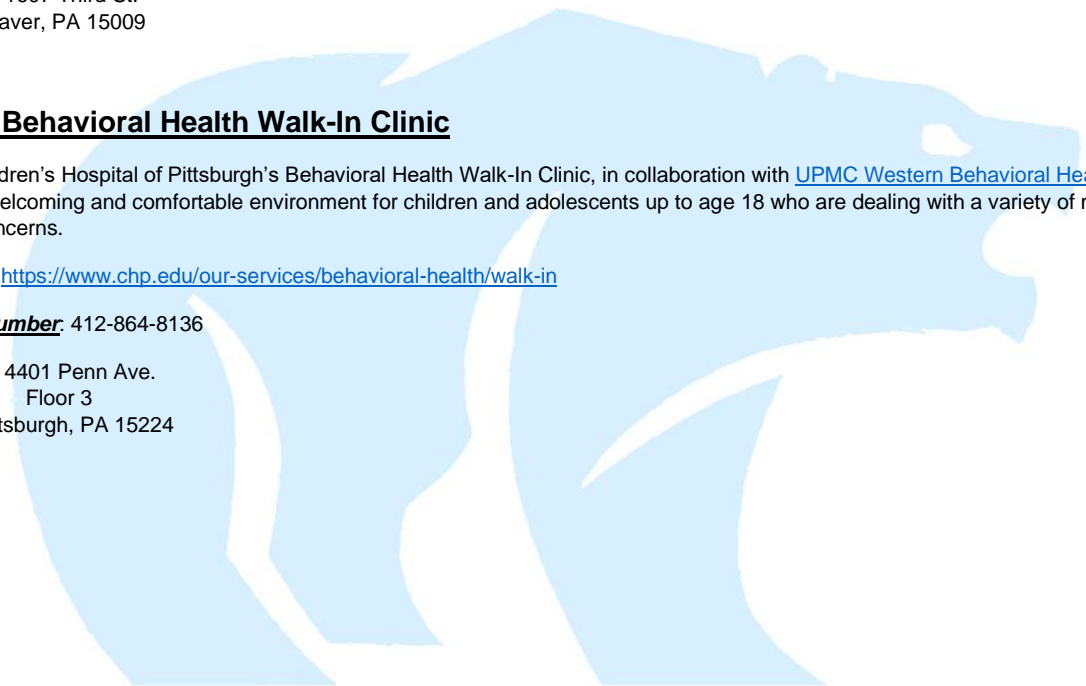 aver, PA 15009
Behavioral Health Walk-In Clinic
dren's Hospital of Pittsburgh's Behavioral Health Walk-In Clinic, in collaboration with UPMC Western Behavioral Hea
elcoming and comfortable environment for children and adolescents up to age 18 who are dealing with a variety of
ncerns.
https://www.chp.edu/our-services/behavioral-health/walk-in
umber: 412-864-8136
4401 Penn Ave.
Floor 3
tsburgh, PA 15224